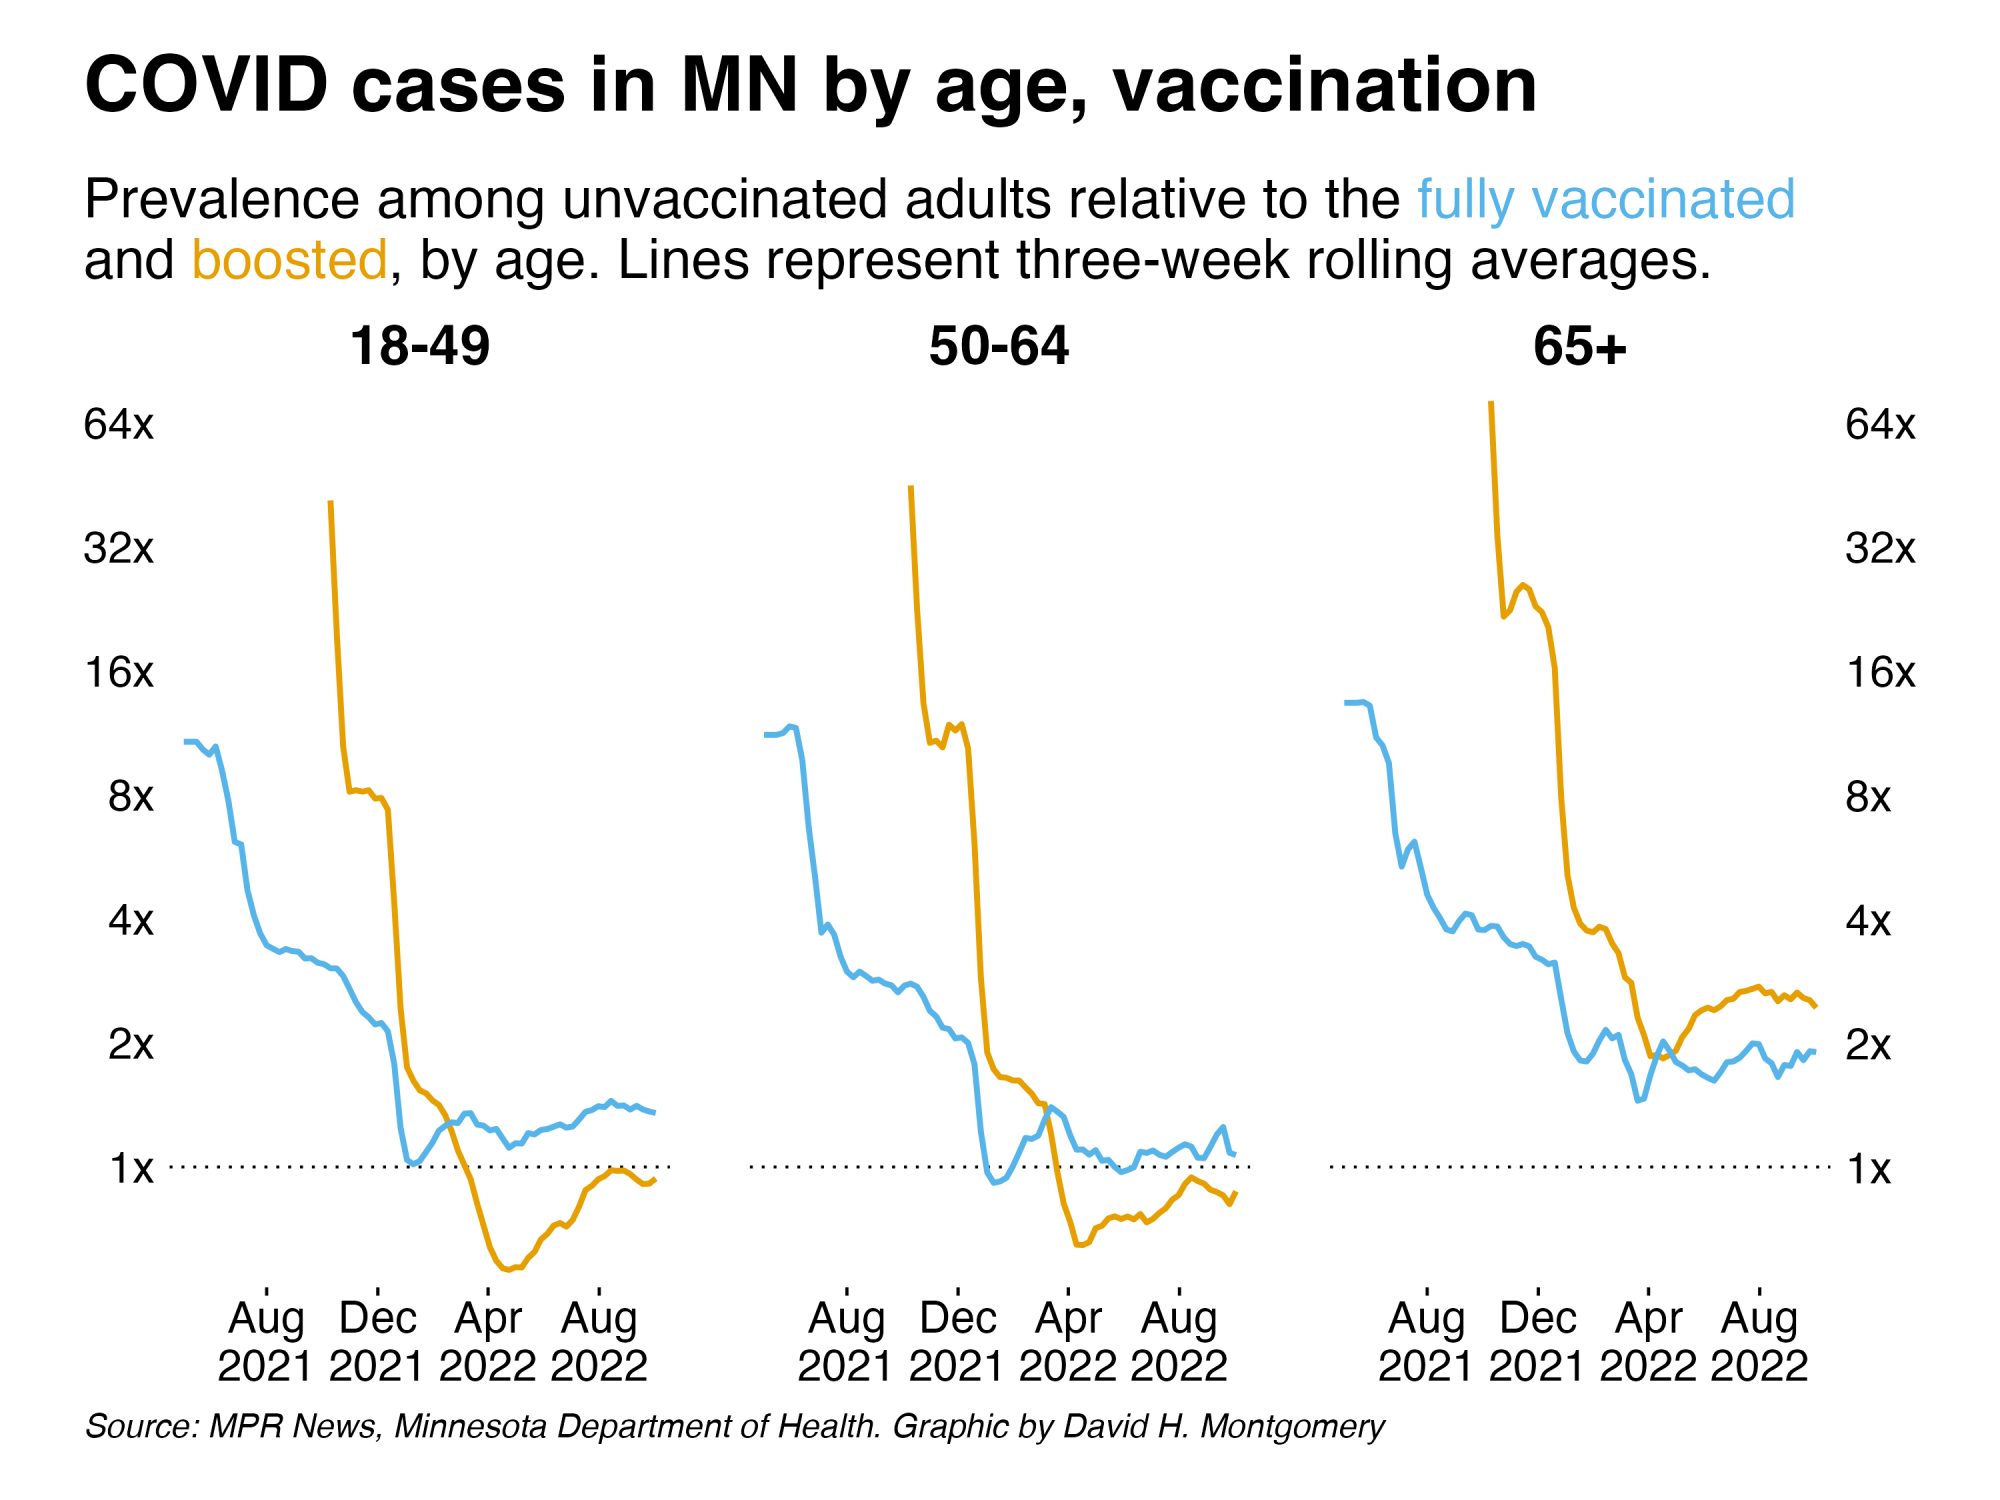 COVID cases in MN by age, vaccination
Prevalence among unvaccinated adults relative to the fully vaccinated
and boosted, by age. Lines represent three-week rolling averages.
18-49 50-64 65+
64x 64x
32x 32x
16x 16x
8x 8x
4x 4x
2x 2x
1x 1x
Aug Dec Apr Aug Aug Dec Apr Aug Aug Dec Apr Aug
2021 2021 2022 2022 2021 2021 2022 2022 2021 2021 2022 2022
Source: MPR News, Minnesota Department of Health. Graphic by David H. Montgomery